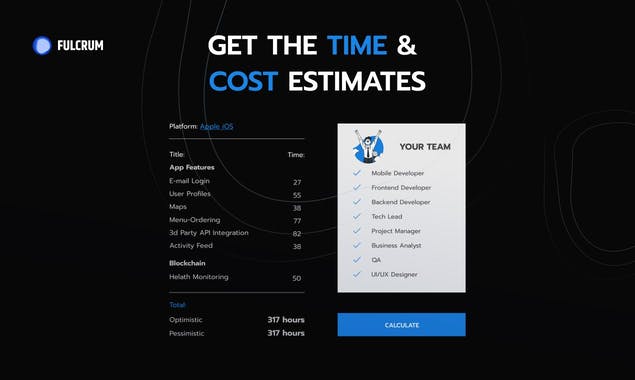 FULCRUM
GET THE TIME &
COST ESTIMATES
Platform: Apple iOS
Title: Time:
App Features
E-mail Login 27
User Profiles 55
Maps 38
Menu-Ordering 77
3d Party API Integration 82
Activity Feed 38
Blockchain
Helath Monitoring 50
Total:
Optimistic 317 hours
Pessimistic 317 hours
YOUR TEAM
Mobile Developer
Frontend Developer
Backend Developer
Tech Lead
Project Manager
Business Analyst
QA
UI/UX Designer
CALCULATE